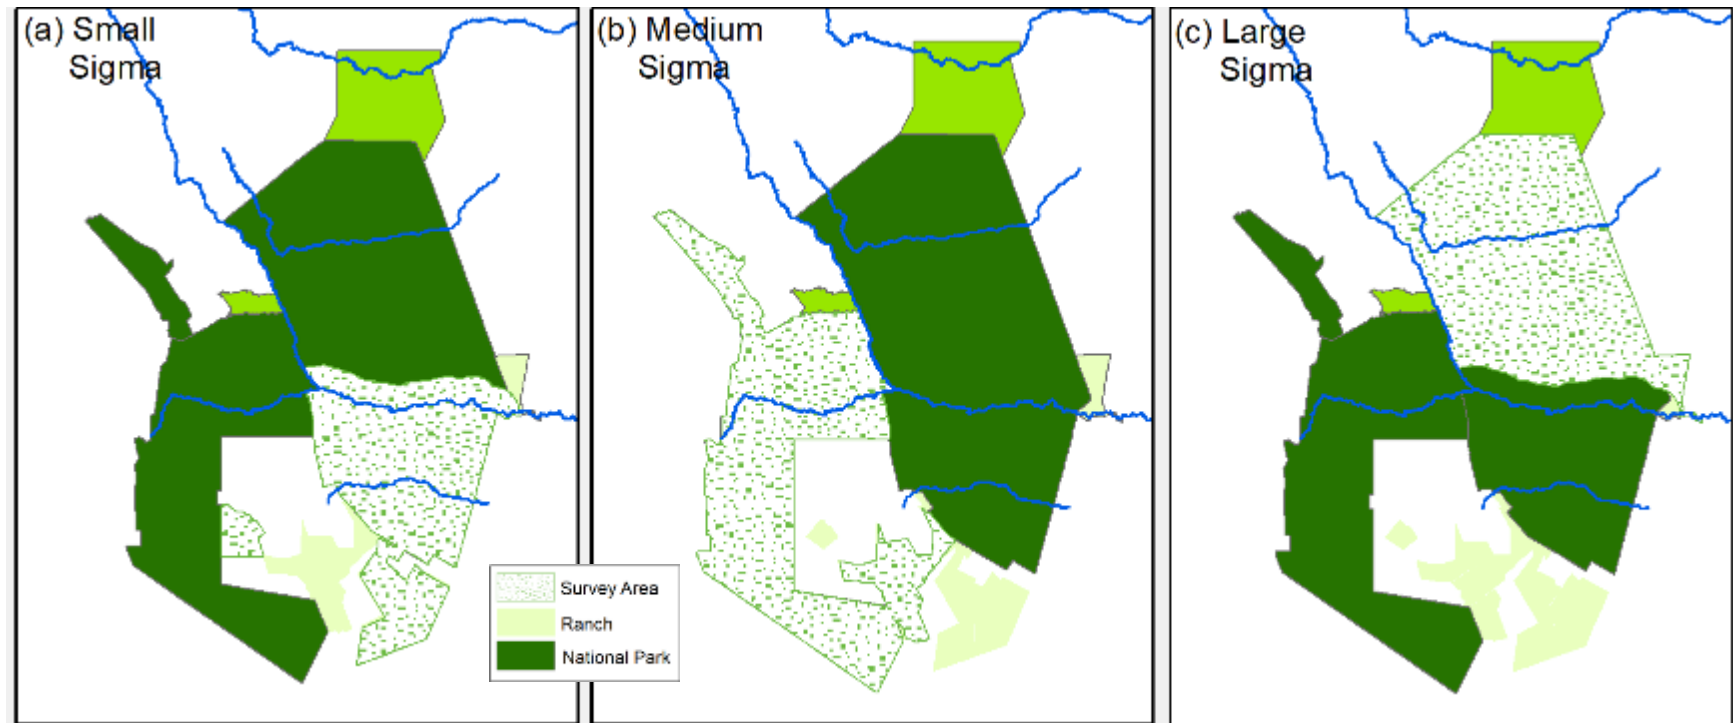 (a) Small
Sigma
(b) Medium
Sigma
(c) Large
Sigma
Survey Area
Ranch
National Park